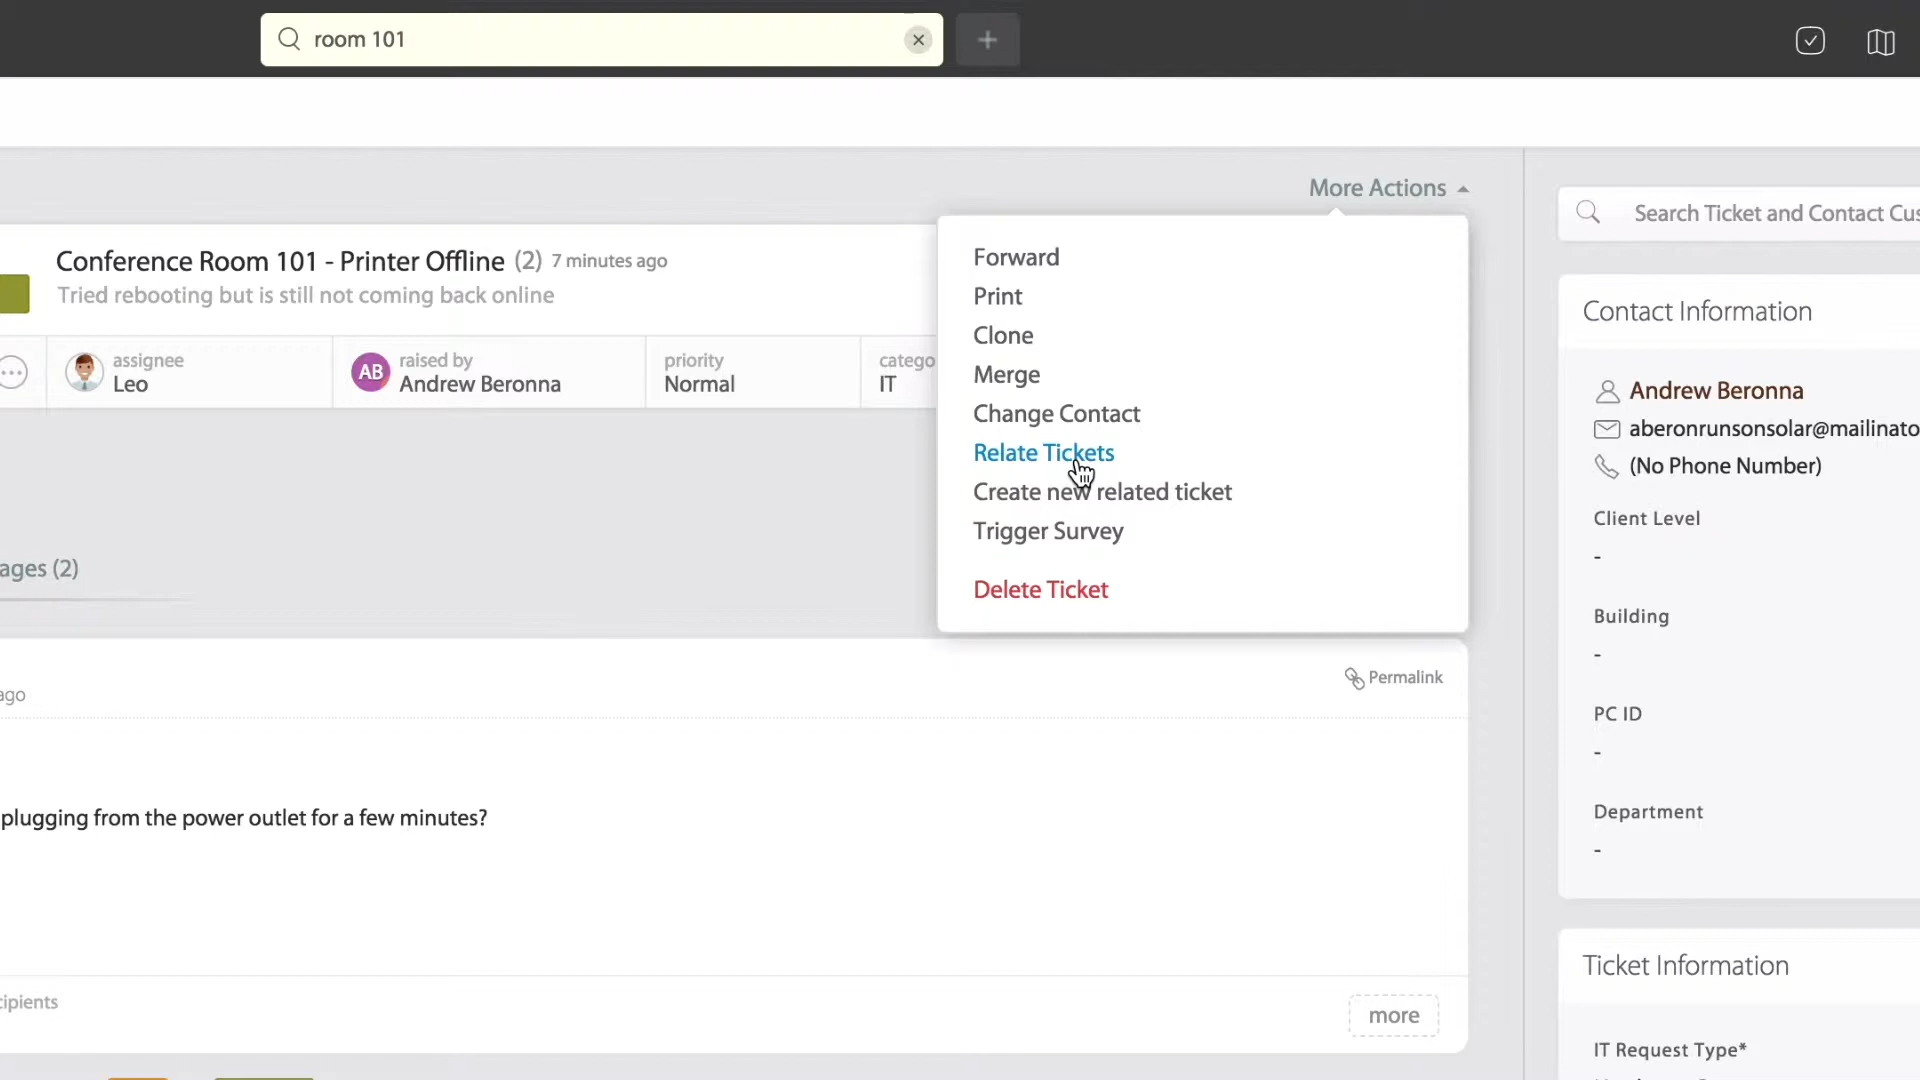 room 101
More Actions
Search Ticket and Contact Cus
Conference Room 101 - Printer Offline (2) 7 minutes ago
Tried rebooting but is still not coming back online
assignee
Leo
AB
raised by
Andrew Beronna
priority
Normal
catego
IT
Forward
Print
Clone
Merge
Change Contact
Relate Tickets
Create new related ticket
Trigger Survey
Delete Ticket
Contact Information
Andrew Beronna
aberonrunsonsolar@mailinato
(No Phone Number)
Client Level
-
Building
-
PC ID
-
Department
-
ages (2)
ago
Permalink
plugging from the power outlet for a few minutes?
cipients
more
Ticket Information
IT Request Type*